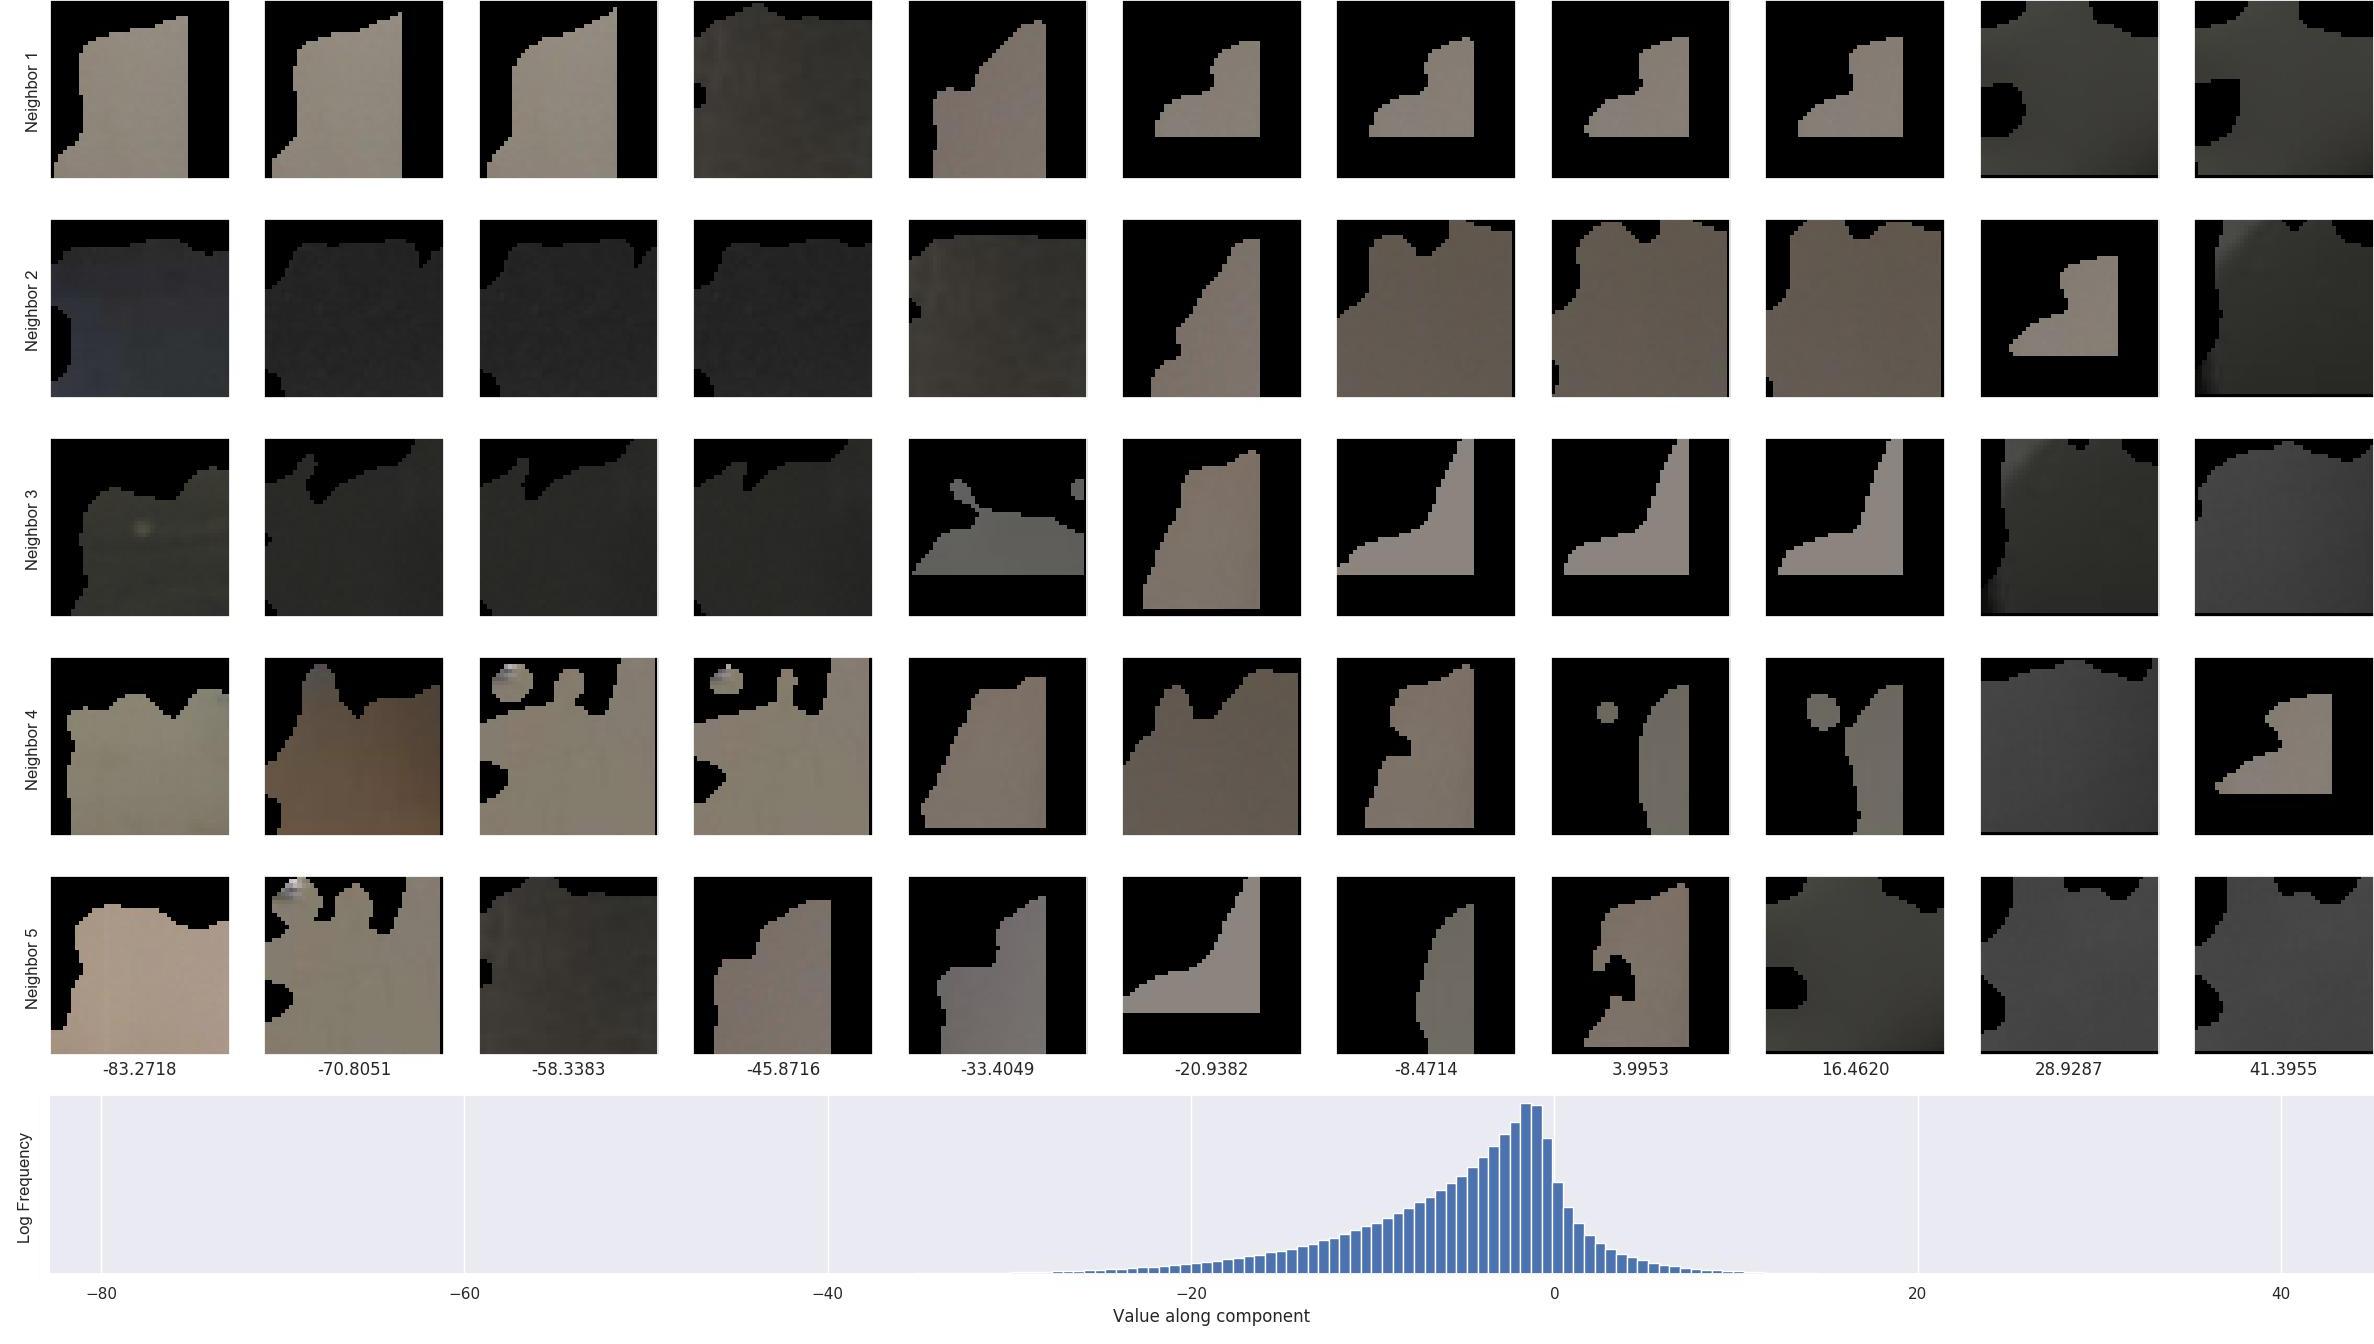 Neighbor 1
Neighbor 2
Neighbor 3
Neighbor 4
Neighbor 5
-83.2718
-70.8051
-58.3383
-45.8716
-33.4049
-20.9382
-8.4714
3.9953
16.4620
28.9287
41.3955
Log Frequency
−80
−60
−40
−20
0
20
40
Value along component